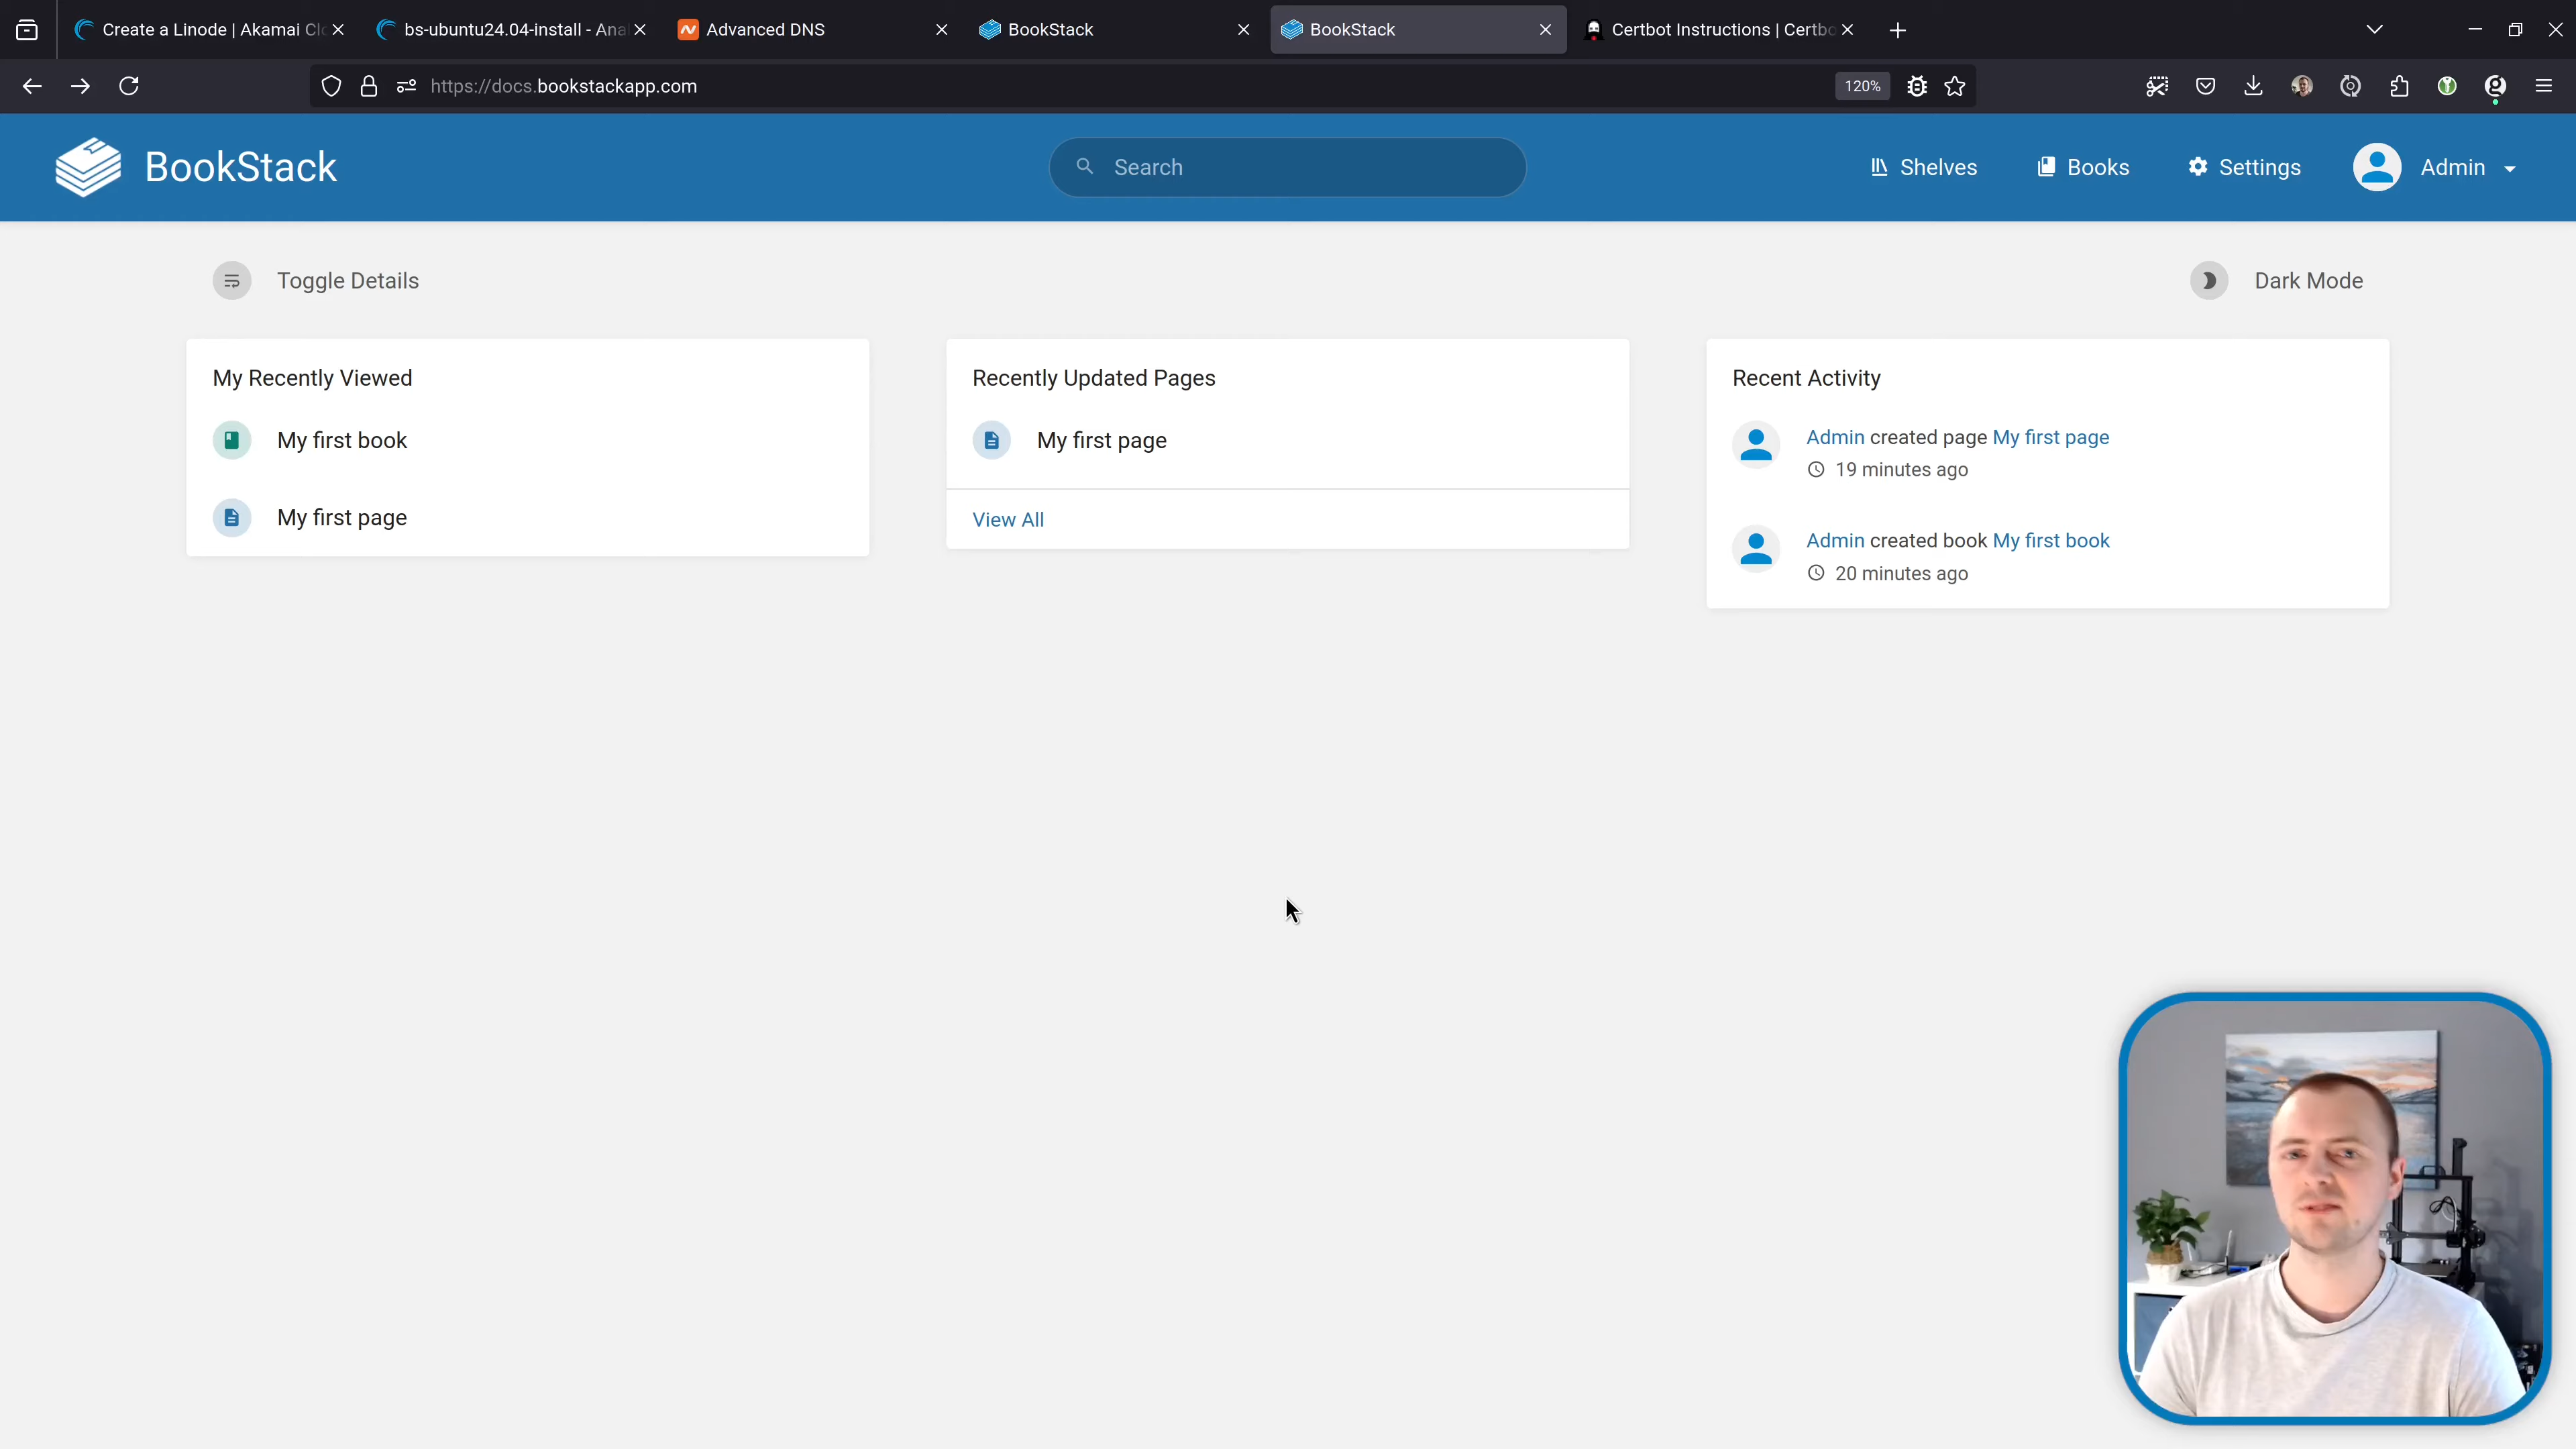 Create a Linode | Akamai Cl
bs-ubuntu24.04-install - Ana
Advanced DNS
BookStack
BookStack
Certbot Instructions | Certbo
https://docs.bookstackapp.com
120%
BookStack
Search
Shelves
Books
Settings
Admin
Toggle Details
Dark Mode
My Recently Viewed
My first book
My first page
Recently Updated Pages
My first page
View All
Recent Activity
Admin created page My first page
19 minutes ago
Admin created book My first book
20 minutes ago